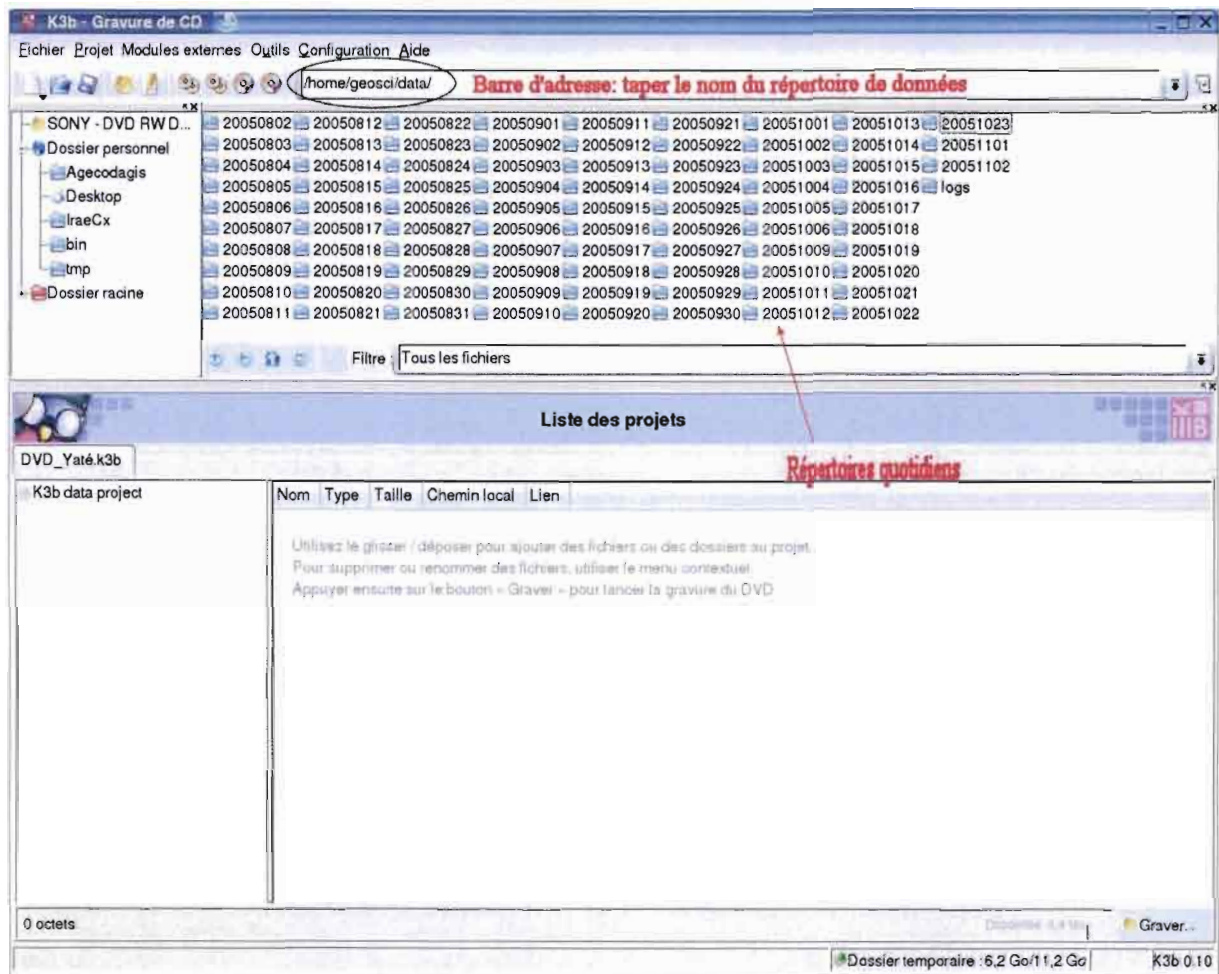 K3b - Gravure de CD
Eichier Projet Modules externes Outils Configuration Aide
/home/geosci/data/ Barre d'adresse: taper le nom du répertoire de données
SONY - DVD RW D...
Dossier personnel
Agecodagis
Desktop
IraeCx
bin
tmp
Dossier racine
20050802 20050812 20050822 20050901 20050911 20050921 20051001 20051013 20051023
20050803 20050813 20050823 20050902 20050912 20050922 20051002 20051014 20051101
20050804 20050814 20050824 20050903 20050913 20050923 20051003 20051015 20051102
20050805 20050815 20050825 20050904 20050914 20050924 20051004 20051016 logs
20050806 20050816 20050826 20050905 20050915 20050925 20051005 20051017
20050807 20050817 20050827 20050906 20050916 20050926 20051006 20051018
20050808 20050818 20050828 20050907 20050917 20050927 20051009 20051019
20050809 20050819 20050829 20050908 20050918 20050928 20051010 20051020
20050810 20050820 20050830 20050909 20050919 20050929 20051011 20051021
20050811 20050821 20050831 20050910 20050920 20050930 20051012 20051022
Filtre : Tous les fichiers
Liste des projets
DVD_Yaté.k3b
Répertoires quotidiens
K3b data project
Nom Type Taille Chemin local Lien
Utilisez le glisser / déposer pour ajouter des fichiers ou des dossiers au projet.
Pour supprimer ou renommer des fichiers, utiliser le menu contextuel.
Appuyer ensuite sur le bouton « Graver » pour lancer la gravure du DVD
0 octets
Graver...
Dossier temporaire : 6,2 Go/11,2 Go
K3b 0.10